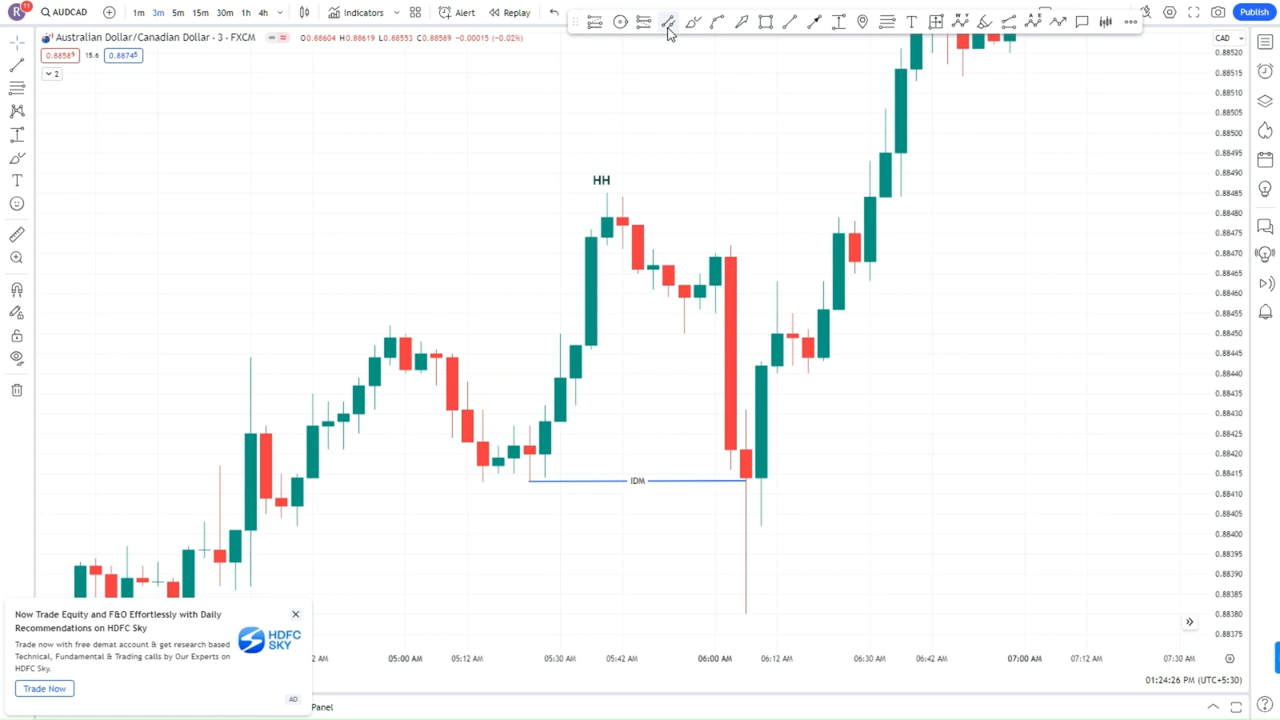 R 11 AUDCAD 1m 3m 5m 15m 30m 1h 4h Indicators Alert Replay Publish
Australian Dollar/Canadian Dollar - 3 - FXCM 0.88604 H0.88619 L0.88553 C0.88589 -0.00015 (-0.02%)
CAD
0.88589 15.6 0.88745
2
0.88520
0.88515
0.88510
0.88505
0.88500
0.88495
0.88490
0.88485
0.88480
0.88475
0.88470
0.88465
0.88460
0.88455
0.88450
0.88445
0.88440
0.88435
0.88430
0.88425
0.88420
0.88415
0.88410
0.88405
0.88400
0.88395
0.88390
0.88385
0.88380
0.88375
HH
IDM
Now Trade Equity and F&O Effortlessly with Daily
Recommendations on HDFC Sky
Trade now with free demat account & get research based
Technical, Fundamental & Trading calls by Our Experts on
HDFC Sky.
HDFC
SKY
Trade Now
AD
2 AM 05:00 AM 05:12 AM 05:30 AM 05:42 AM 06:00 AM 06:12 AM 06:30 AM 06:42 AM 07:00 AM 07:12 AM 07:30 AM
01:24:26 PM (UTC+5:30)
Panel